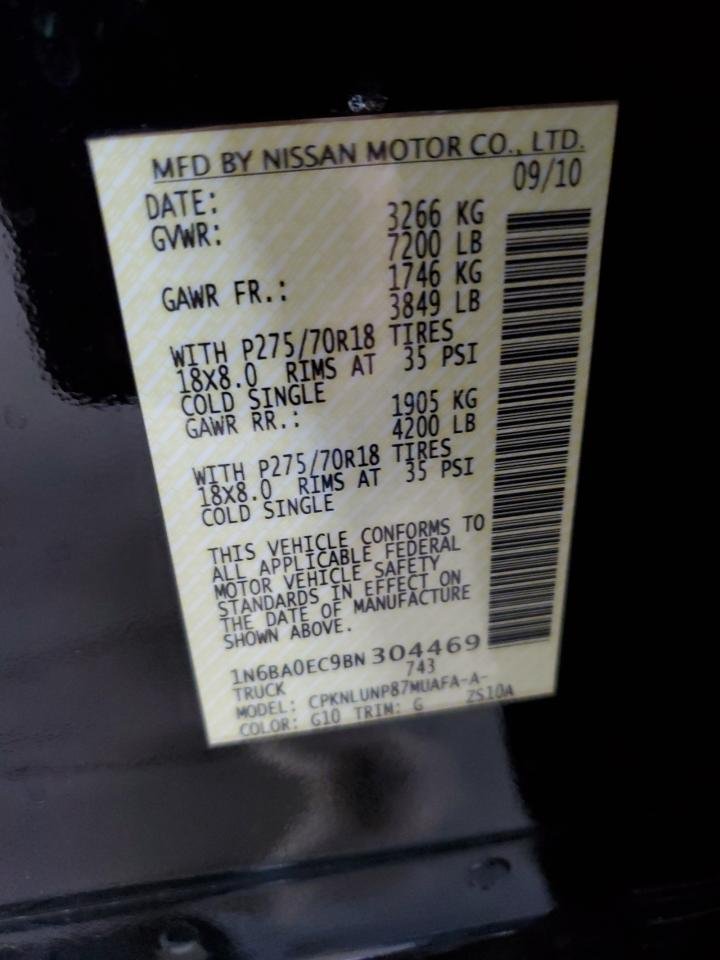 MFD BY NISSAN MOTOR CO., LTD.
DATE: 09/10
GVWR: 3266 KG
7200 LB
GAWR FR.: 1746 KG
3849 LB
WITH P275/70R18 TIRES
18X8.0 RIMS AT 35 PSI
COLD SINGLE
GAWR RR.: 1905 KG
4200 LB
WITH P275/70R18 TIRES
18X8.0 RIMS AT 35 PSI
COLD SINGLE
THIS VEHICLE CONFORMS TO
ALL APPLICABLE FEDERAL
MOTOR VEHICLE SAFETY
STANDARDS IN EFFECT ON
THE DATE OF MANUFACTURE
SHOWN ABOVE.
1N6BA0EC9BN 304469
TRUCK 743
MODEL: CPKNLUNP87MUAFA-A-
COLOR: G10 TRIM: G ZS10A